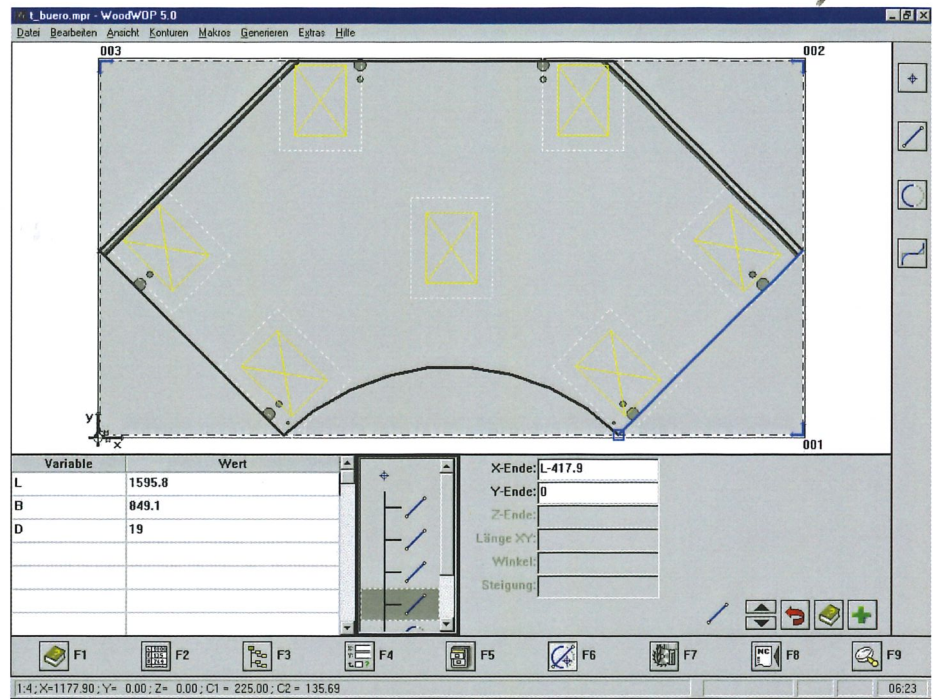 t_buero.mpr - WoodWOP 5.0
Datei Bearbeiten Ansicht Konturen Makros Generieren Extras Hilfe
003
002
y
x
001
Variable Wert
L 1595.8
B 849.1
D 19
X-Ende: L-417.9
Y-Ende: 0
Z-Ende:
Länge XY:
Winkel:
Steigung:
F1 F2 F3 F4 F5 F6 F7 NC F8 F9
1:4 ; X=1177.90 ; Y= 0.00 ; Z= 0.00 ; C1 = 225.00 ; C2 = 135.69
06:23